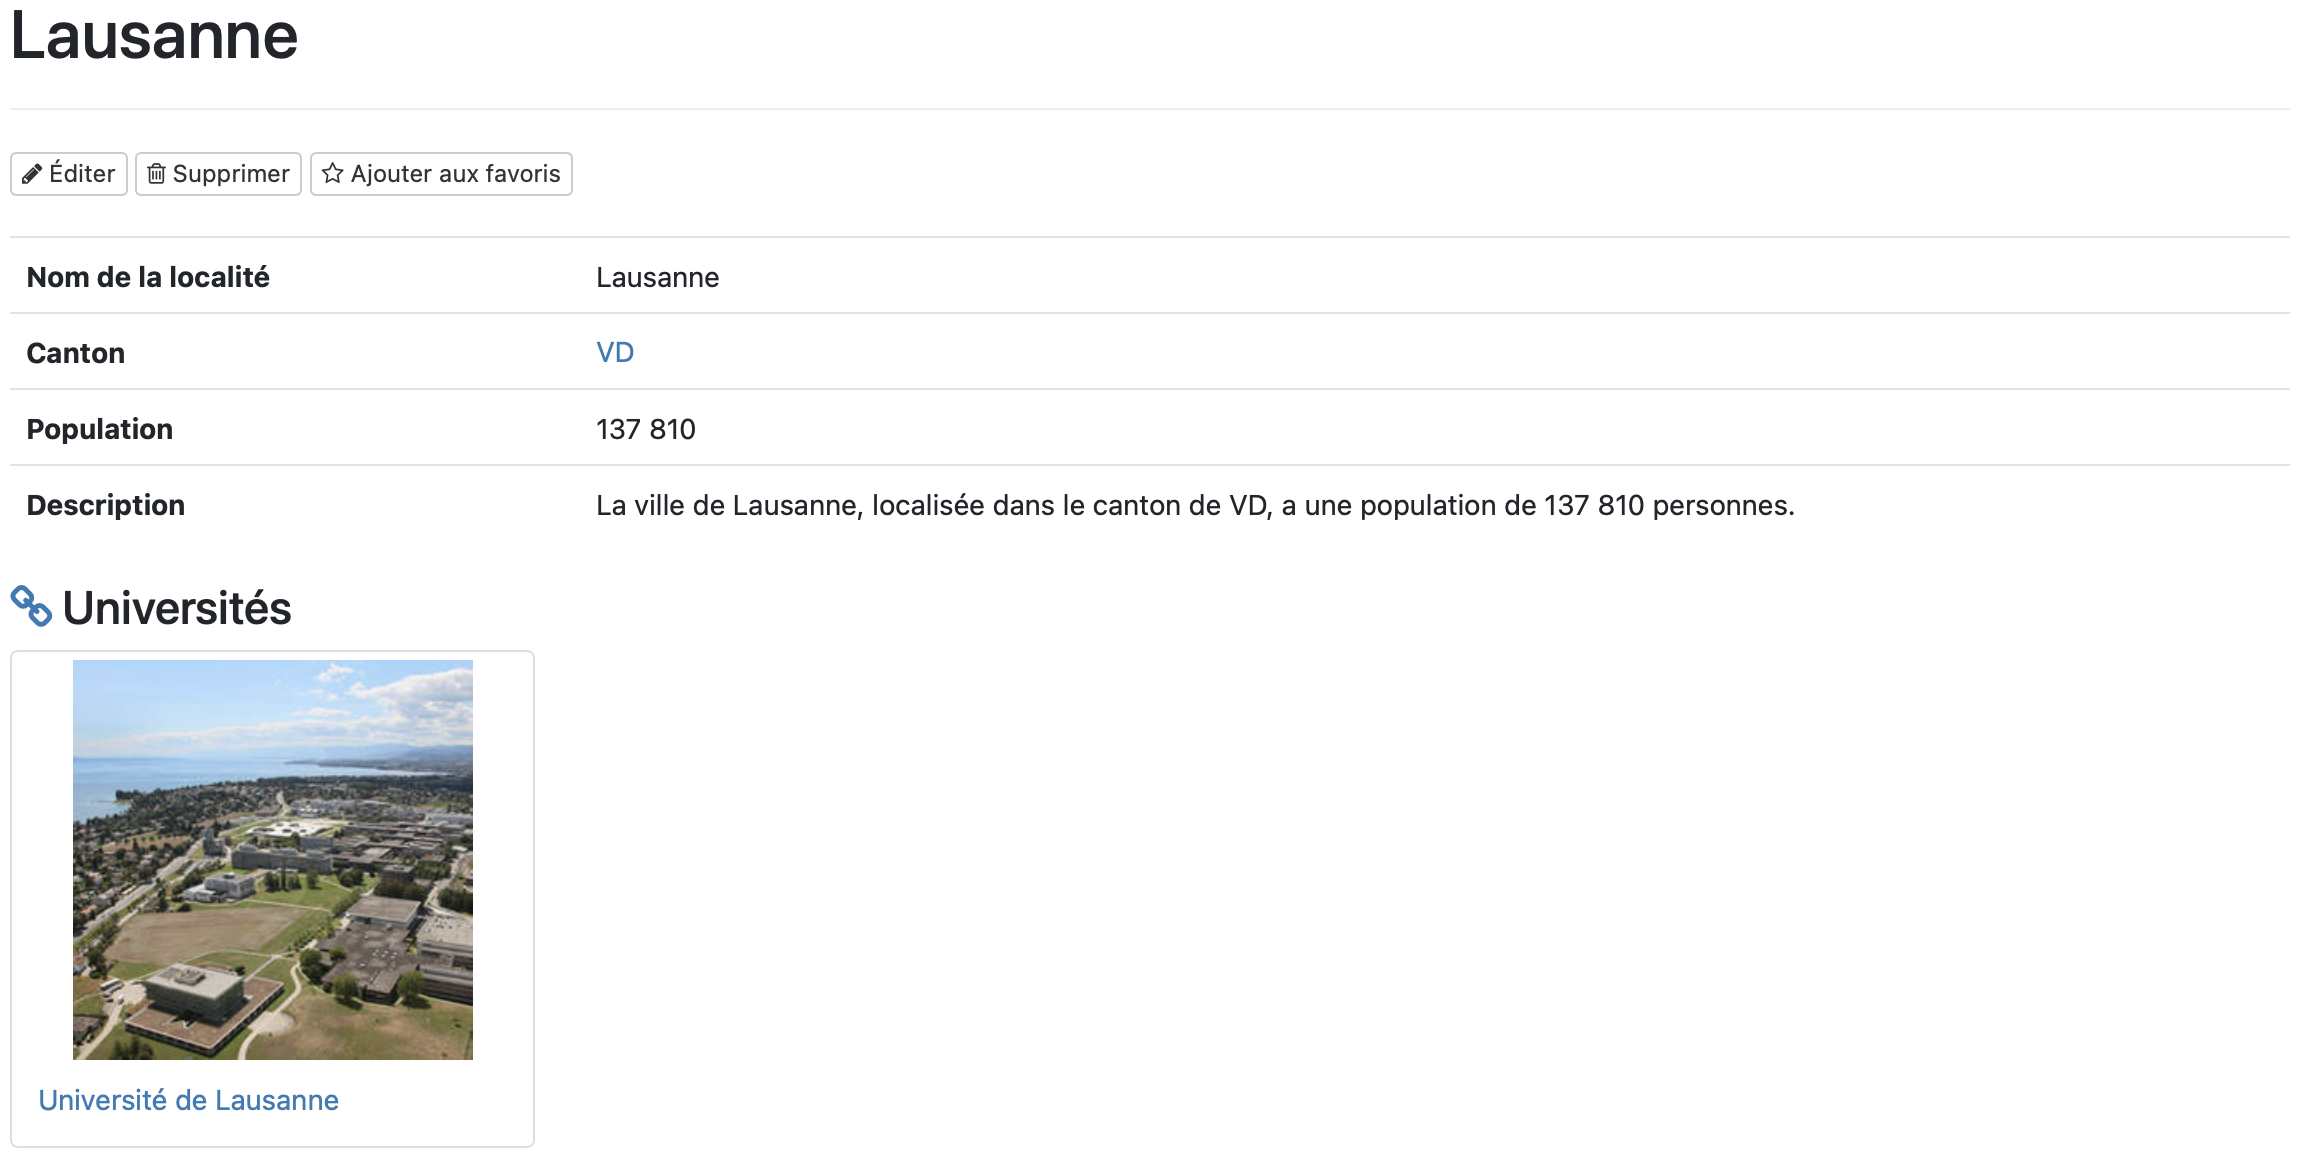 Lausanne
Éditer Supprimer Ajouter aux favoris
Nom de la localité Lausanne
Canton VD
Population 137 810
Description La ville de Lausanne, localisée dans le canton de VD, a une population de 137 810 personnes.
Universités
Université de Lausanne